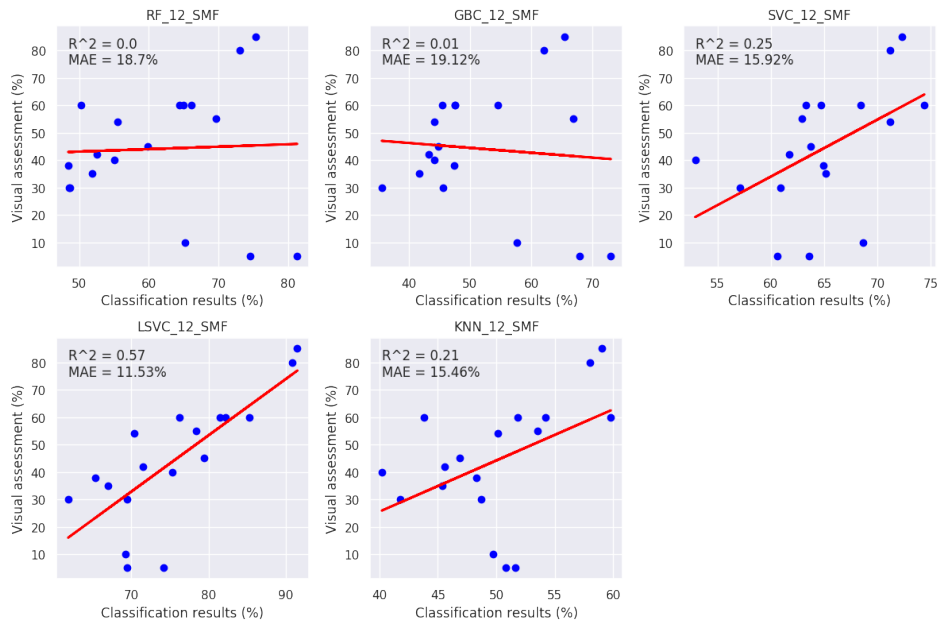 RF_12_SMF
R^2 = 0.0
MAE = 18.7%
Visual assessment (%)
80
70
60
50
40
30
20
10
50 60 70 80
Classification results (%)
GBC_12_SMF
R^2 = 0.01
MAE = 19.12%
Visual assessment (%)
80
70
60
50
40
30
20
10
40 50 60 70
Classification results (%)
SVC_12_SMF
R^2 = 0.25
MAE = 15.92%
Visual assessment (%)
80
70
60
50
40
30
20
10
55 60 65 70 75
Classification results (%)
LSVC_12_SMF
R^2 = 0.57
MAE = 11.53%
Visual assessment (%)
80
70
60
50
40
30
20
10
70 80 90
Classification results (%)
KNN_12_SMF
R^2 = 0.21
MAE = 15.46%
Visual assessment (%)
80
70
60
50
40
30
20
10
40 45 50 55 60
Classification results (%)